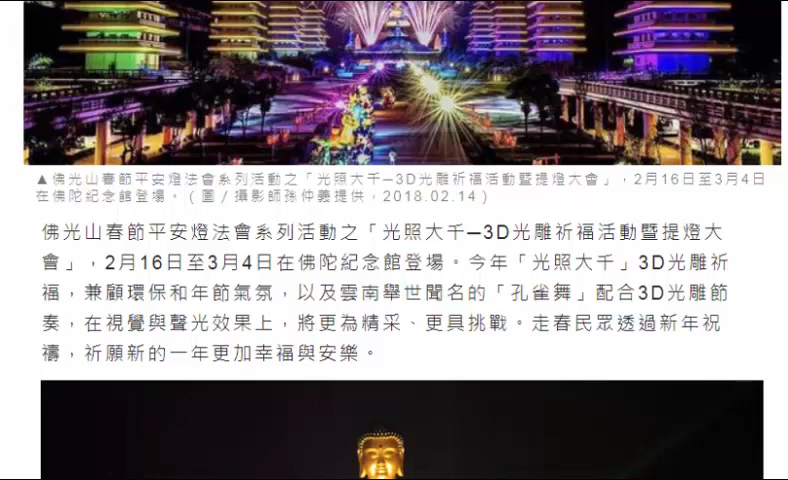 ▲佛光山春節平安燈法會系列活動之「光照大千─3D光雕祈福活動暨提燈大會」，2月16日至3月4日
在佛陀紀念館登場。（圖／攝影師孫仲義提供，2018.02.14）
佛光山春節平安燈法會系列活動之「光照大千─3D光雕祈福活動暨提燈大
會」，2月16日至3月4日在佛陀紀念館登場。今年「光照大千」3D光雕祈
福，兼顧環保和年節氣氛，以及雲南舉世聞名的「孔雀舞」配合3D光雕節
奏，在視覺與聲光效果上，將更為精采、更具挑戰。走春民眾透過新年祝
禱，祈願新的一年更加幸福與安樂。